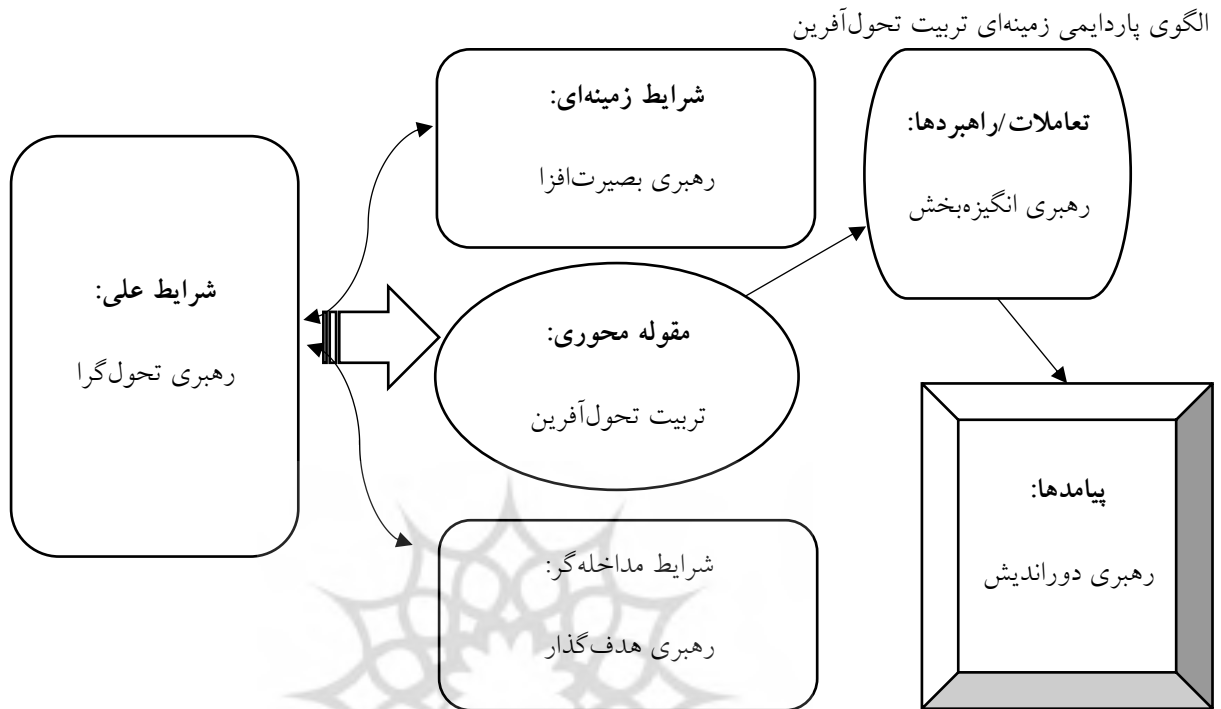 الگوی پاردایمی زمینه‌ای تربیت تحول‌آفرین
تعاملات/راهبردها:
رهبری انگیزه‌بخش
شرایط زمینه‌ای:
رهبری بصیرت‌افزا
شرایط علی:
رهبری تحول‌گرا
مقوله محوری:
تربیت تحول‌آفرین
پیامدها:
رهبری دوراندیش
شرایط مداخله‌گر:
رهبری هدف‌گذار